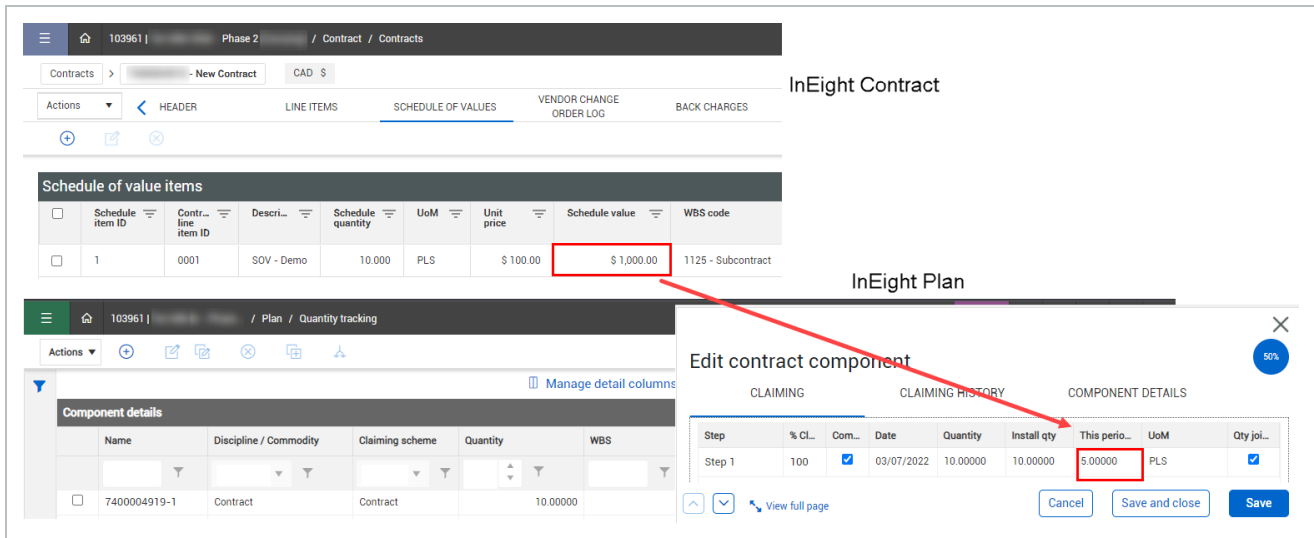 103961 | Phase 2 / Contract / Contracts
Contracts > - New Contract CAD $
InEight Contract
Actions HEADER LINE ITEMS SCHEDULE OF VALUES VENDOR CHANGE ORDER LOG BACK CHARGES
Schedule of value items
Schedule item ID Contr... line item ID Descri... Schedule quantity UoM Unit price Schedule value WBS code
1 0001 SOV - Demo 10.000 PLS $ 100.00 $ 1,000.00 1125 - Subcontract
InEight Plan
103961 | / Plan / Quantity tracking
Actions
Manage detail columns
Component details
Name Discipline / Commodity Claiming scheme Quantity WBS
7400004919-1 Contract Contract 10.00000
Edit contract component 50%
CLAIMING CLAIMING HISTORY COMPONENT DETAILS
Step % Cl... Com... Date Quantity Install qty This perio... UoM Qty joi...
Step 1 100 03/07/2022 10.00000 10.00000 5.00000 PLS
View full page Cancel Save and close Save